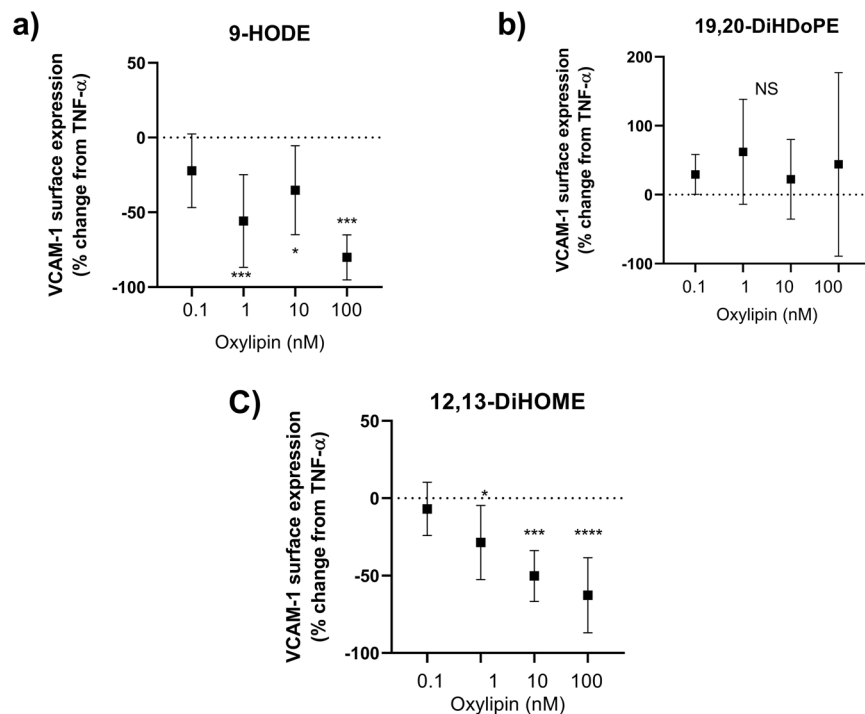 a)
9-HODE
VCAM-1 surface expression
(% change from TNF-α)
50
0
-50
-100
***
*
***
0.1 1 10 100
Oxylipin (nM)
b)
19,20-DiHDoPE
VCAM-1 surface expression
(% change from TNF-α)
200
100
0
-100
NS
0.1 1 10 100
Oxylipin (nM)
C)
12,13-DiHOME
VCAM-1 surface expression
(% change from TNF-α)
50
0
-50
-100
*
***
****
0.1 1 10 100
Oxylipin (nM)